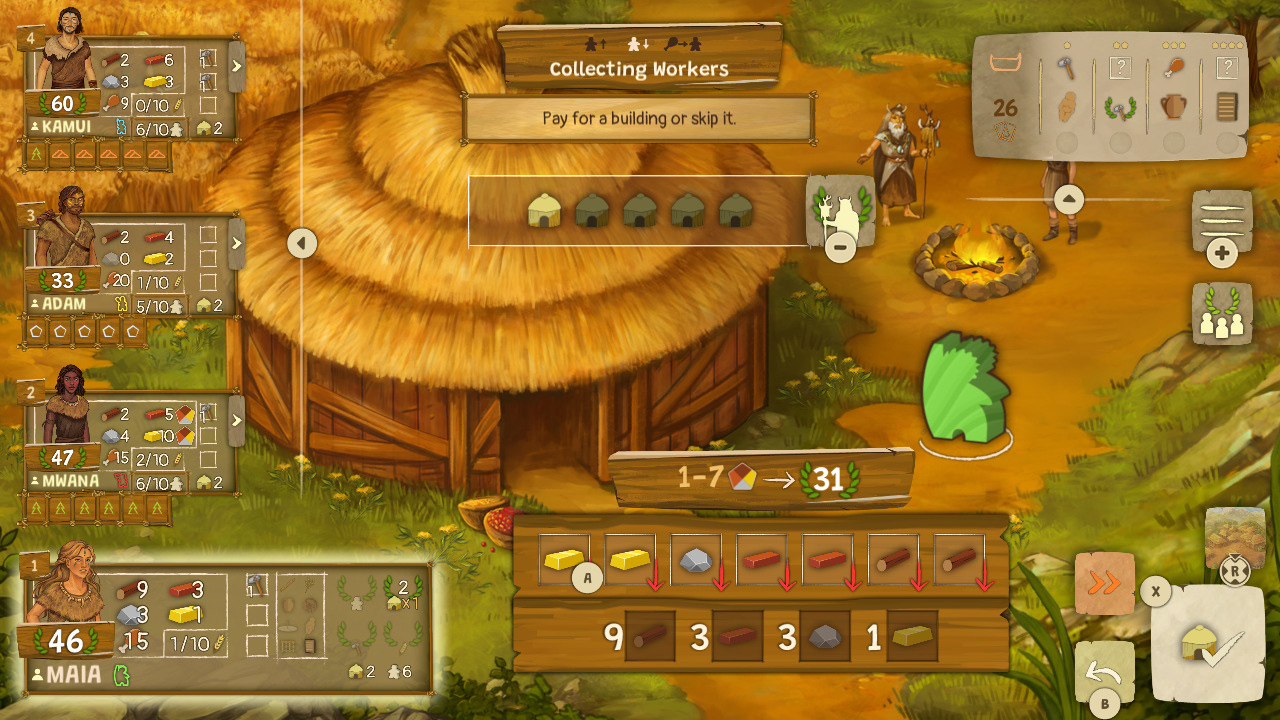 Collecting Workers
Pay for a building or skip it.
4
2 6
3 3
60 9 0/10
KAMUI 6/10 2
3
2 4
0 2
33 20 1/10
ADAM 5/10 2
2
2 5
4 10
47 15 2/10
MWANA 6/10 2
1
9 3
3 1
46 15 1/10
2
X1
MAIA 2 6
26
?
?
1-7 31
A
9 3 3 1
X
R
B